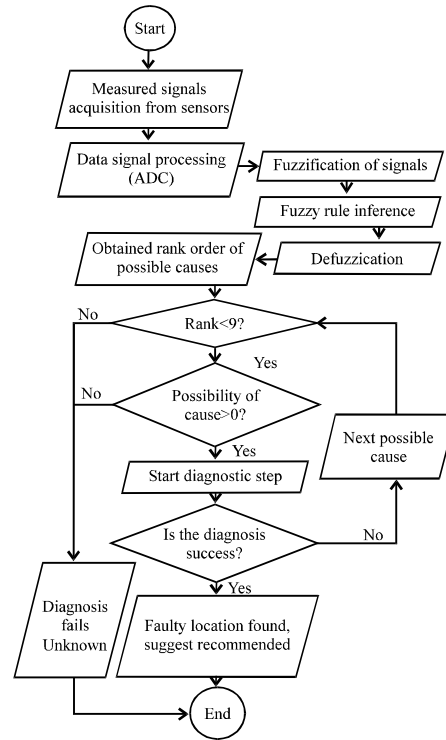 Start
Measured signals
acquisition from sensors
Data signal processing
(ADC)
Fuzzification of signals
Fuzzy rule inference
Defuzzication
Obtained rank order of
possible causes
Rank<9?
No
Yes
Possibility of
cause>0?
No
Yes
Start diagnostic step
Next possible
cause
Is the diagnosis
success?
No
Yes
Diagnosis
fails
Unknown
Faulty location found,
suggest recommended
End